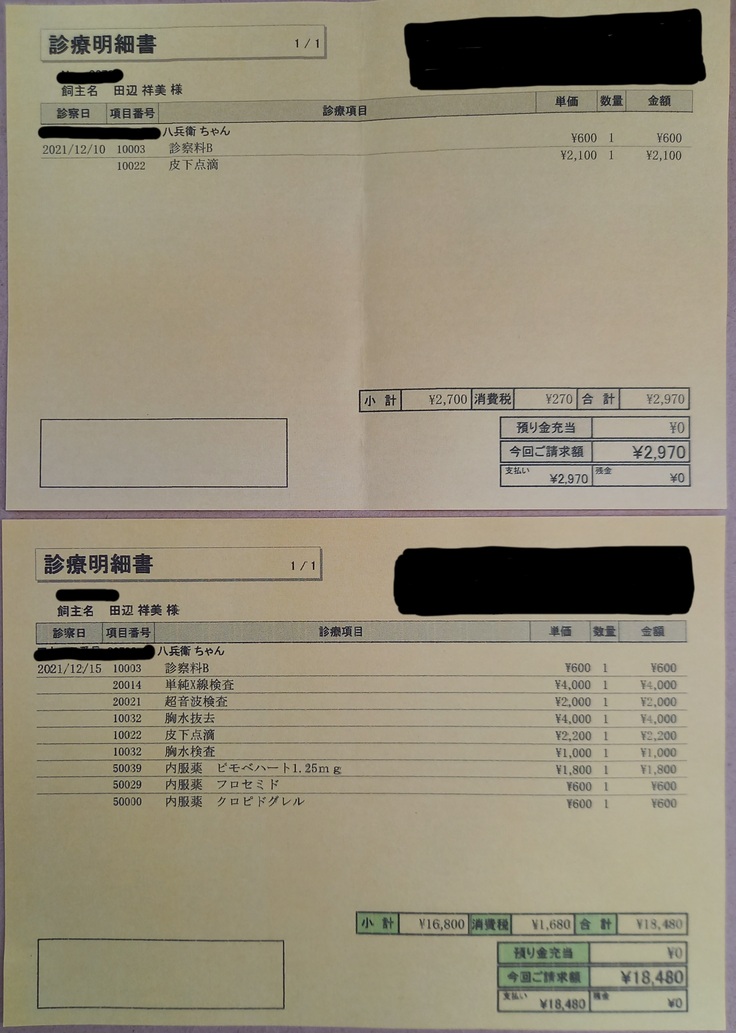 診療明細書 1/1
飼主名 田辺 祥美 様
診察日 項目番号 診療項目 単価 数量 金額
八兵衛 ちゃん
2021/12/10 10003 診察料B ¥600 1 ¥600
10022 皮下点滴 ¥2,100 1 ¥2,100
小計 ¥2,700 消費税 ¥270 合計 ¥2,970
預り金充当 ¥0
今回ご請求額 ¥2,970
支払い ¥2,970 残金 ¥0
診療明細書 1/1
飼主名 田辺 祥美 様
診察日 項目番号 診療項目 単価 数量 金額
八兵衛 ちゃん
2021/12/15 10003 診察料B ¥600 1 ¥600
20014 単純X線検査 ¥4,000 1 ¥4,000
20021 超音波検査 ¥2,000 1 ¥2,000
10032 胸水抜去 ¥4,000 1 ¥4,000
10022 皮下点滴 ¥2,200 1 ¥2,200
10032 胸水検査 ¥1,000 1 ¥1,000
50039 内服薬 ピモベハート1.25mg ¥1,800 1 ¥1,800
50029 内服薬 フロセミド ¥600 1 ¥600
50000 内服薬 クロピドグレル ¥600 1 ¥600
小計 ¥16,800 消費税 ¥1,680 合計 ¥18,480
預り金充当 ¥0
今回ご請求額 ¥18,480
支払い ¥18,480 残金 ¥0